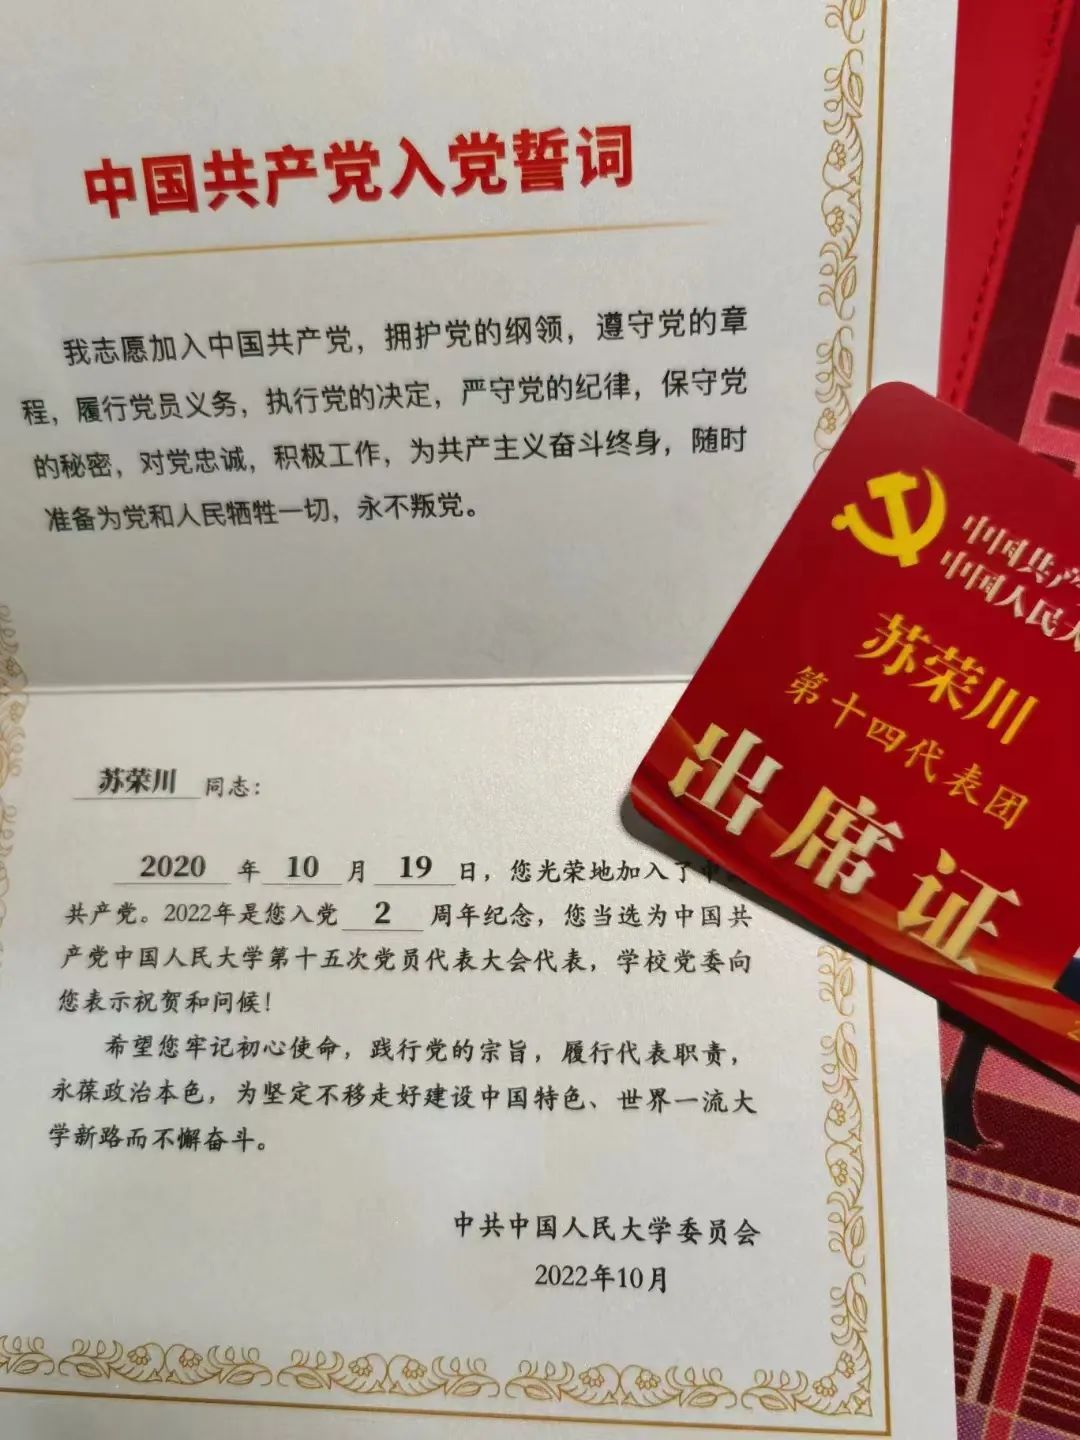 中国共产党入党誓词
我志愿加入中国共产党，拥护党的纲领，遵守党的章
程，履行党员义务，执行党的决定，严守党的纪律，保守党
的秘密，对党忠诚，积极工作，为共产主义奋斗终身，随时
准备为党和人民牺牲一切，永不叛党。
中国共产
中国人民大
苏荣川
第十四代表团
出席证
苏荣川 同志：
2020 年 10 月 19 日，您光荣地加入了中
共产党。2022年是您入党 2 周年纪念，您当选为中国共
产党中国人民大学第十五次党员代表大会代表，学校党委向
您表示祝贺和问候！
希望您牢记初心使命，践行党的宗旨，履行代表职责，
永葆政治本色，为坚定不移走好建设中国特色、世界一流大
学新路而不懈奋斗。
中共中国人民大学委员会
2022年10月